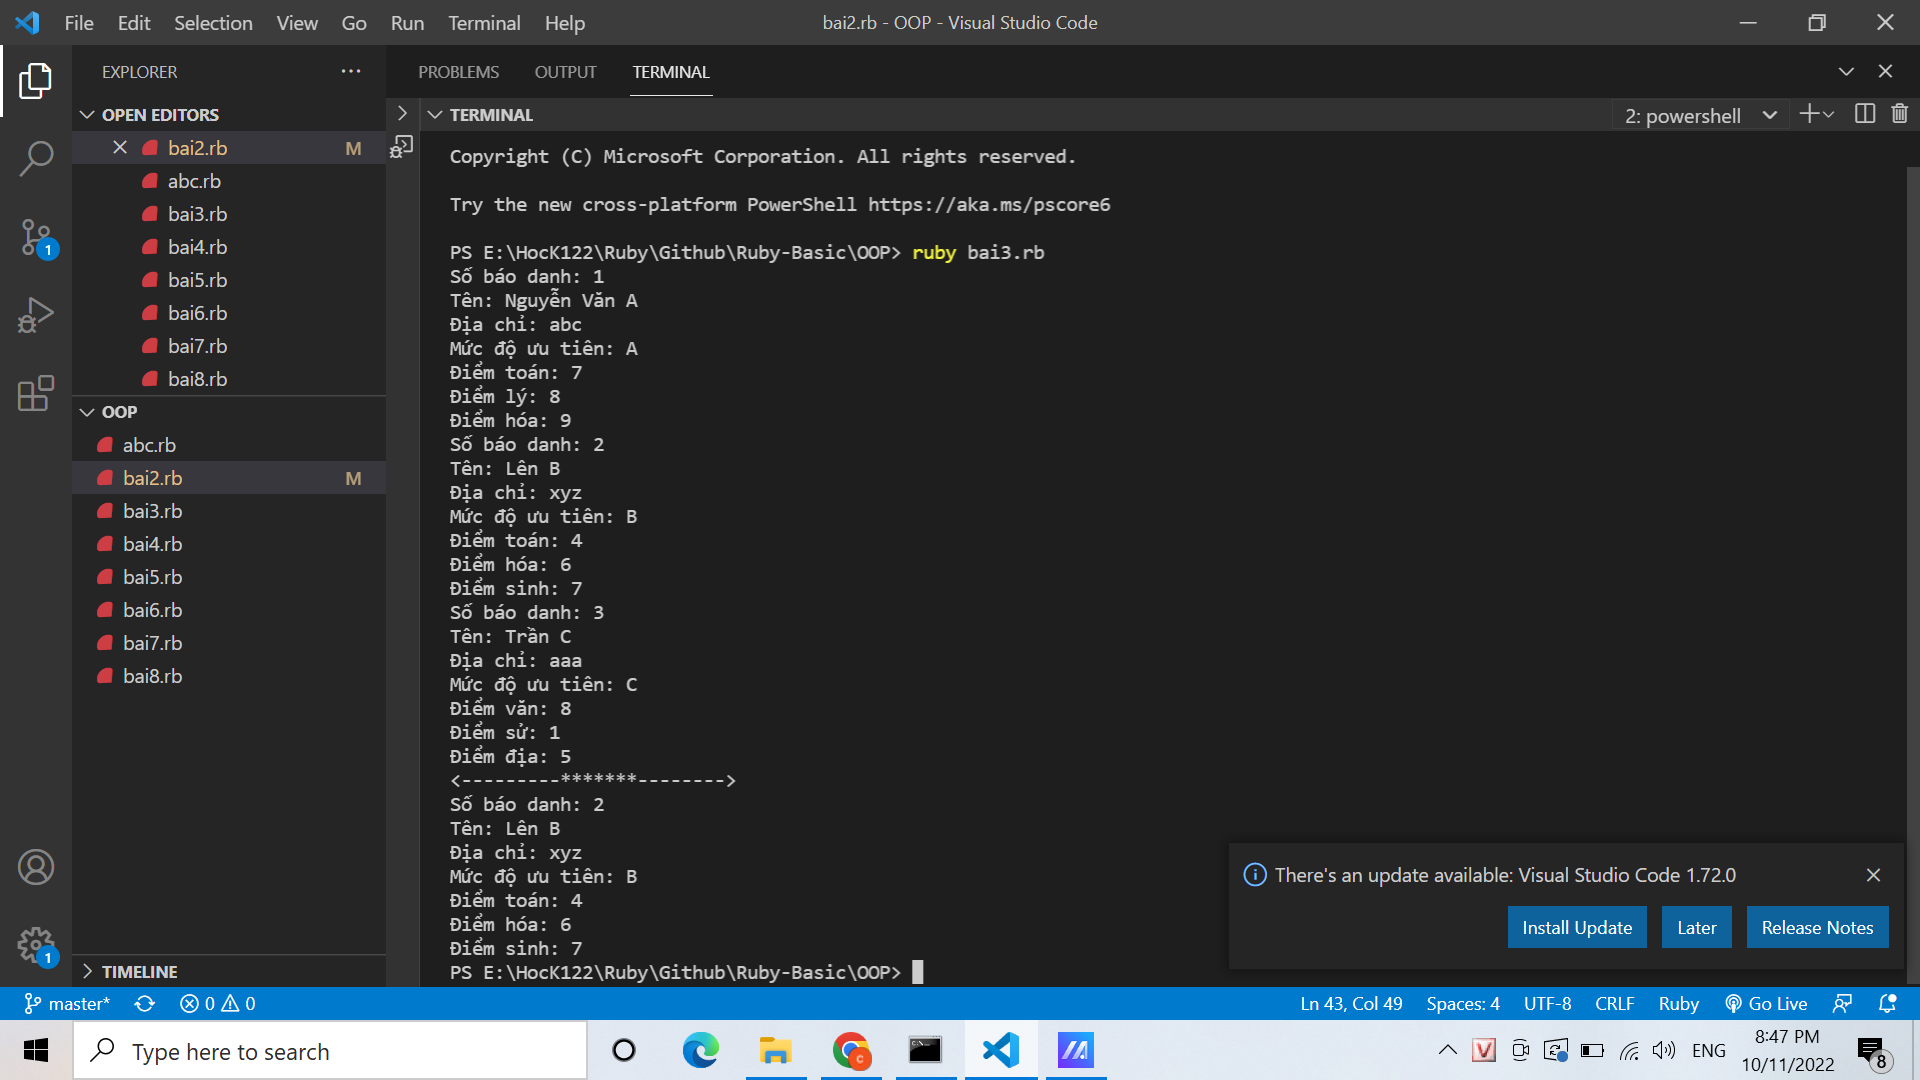 File Edit Selection View Go Run Terminal Help
bai2.rb - OOP - Visual Studio Code
EXPLORER
OPEN EDITORS
bai2.rb M
abc.rb
bai3.rb
bai4.rb
bai5.rb
bai6.rb
bai7.rb
bai8.rb
OOP
abc.rb
bai2.rb M
bai3.rb
bai4.rb
bai5.rb
bai6.rb
bai7.rb
bai8.rb
TIMELINE
1
1
PROBLEMS OUTPUT TERMINAL
TERMINAL
2: powershell
Copyright (C) Microsoft Corporation. All rights reserved.
Try the new cross-platform PowerShell https://aka.ms/pscore6
PS E:\HocK122\Ruby\Github\Ruby-Basic\OOP> ruby bai3.rb
Số báo danh: 1
Tên: Nguyễn Văn A
Địa chỉ: abc
Mức độ ưu tiên: A
Điểm toán: 7
Điểm lý: 8
Điểm hóa: 9
Số báo danh: 2
Tên: Lên B
Địa chỉ: xyz
Mức độ ưu tiên: B
Điểm toán: 4
Điểm hóa: 6
Điểm sinh: 7
Số báo danh: 3
Tên: Trần C
Địa chỉ: aaa
Mức độ ưu tiên: C
Điểm văn: 8
Điểm sử: 1
Điểm địa: 5
<---------*******-------->
Số báo danh: 2
Tên: Lên B
Địa chỉ: xyz
Mức độ ưu tiên: B
Điểm toán: 4
Điểm hóa: 6
Điểm sinh: 7
PS E:\HocK122\Ruby\Github\Ruby-Basic\OOP>
There's an update available: Visual Studio Code 1.72.0
Install Update Later Release Notes
master* 0 0
Ln 43, Col 49 Spaces: 4 UTF-8 CRLF Ruby Go Live
Type here to search
ENG
8:47 PM
10/11/2022
8